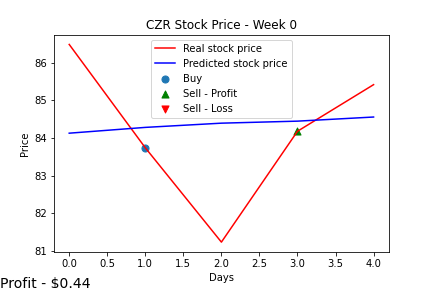 CZR Stock Price - Week 0
Real stock price
Predicted stock price
Buy
Sell - Profit
Sell - Loss
Price
86
85
84
83
82
81
0.0 0.5 1.0 1.5 2.0 2.5 3.0 3.5 4.0
Days
Profit - $0.44